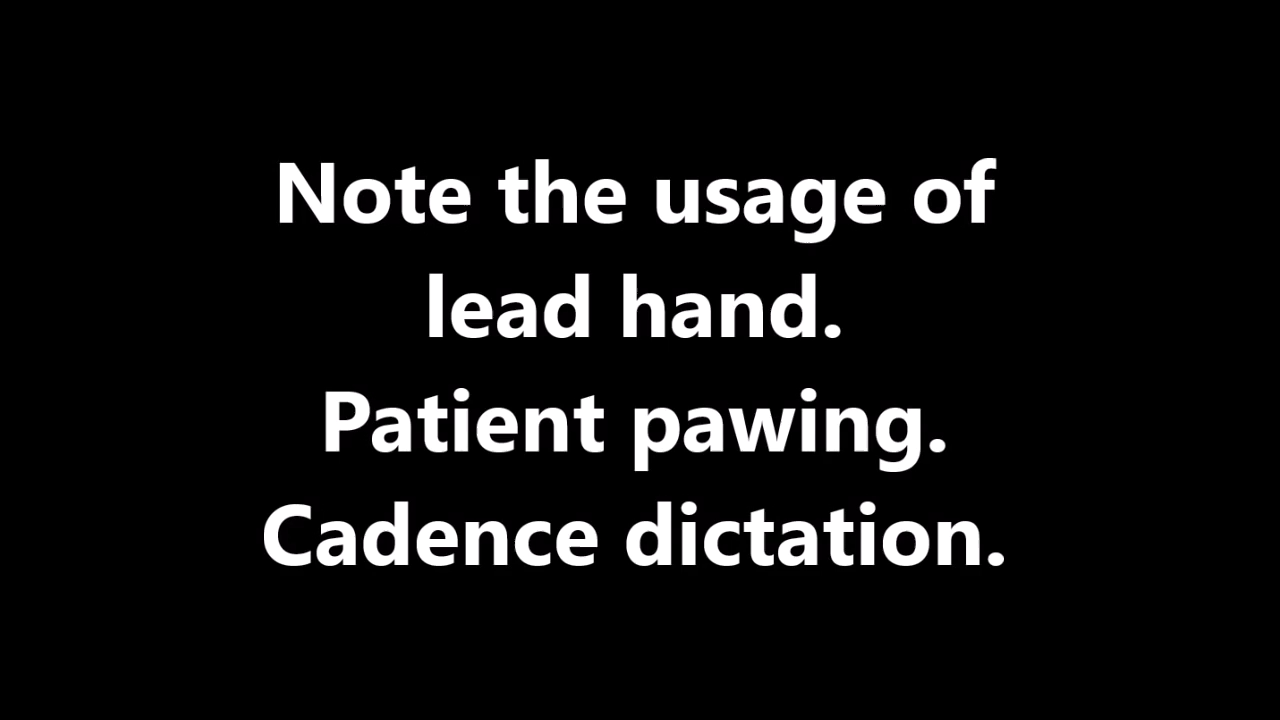 Note the usage of
lead hand.
Patient pawing.
Cadence dictation.